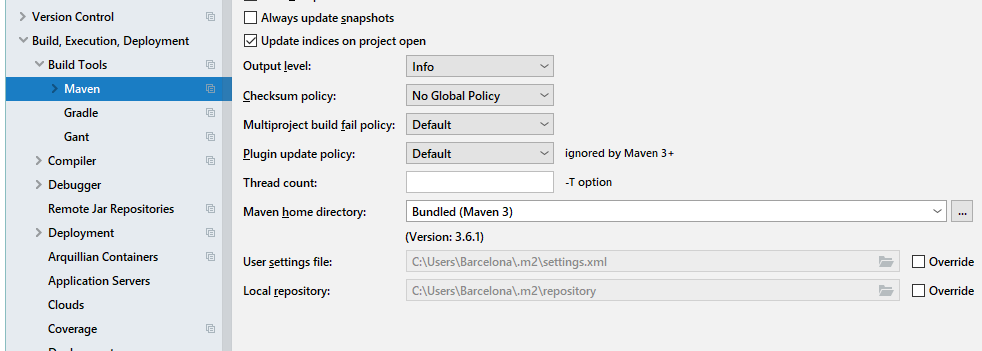 Version Control
Build, Execution, Deployment
Build Tools
Maven
Gradle
Gant
Compiler
Debugger
Remote Jar Repositories
Deployment
Arquillian Containers
Application Servers
Clouds
Coverage
Always update snapshots
Update indices on project open
Output level: Info
Checksum policy: No Global Policy
Multiproject build fail policy: Default
Plugin update policy: Default ignored by Maven 3+
Thread count: -T option
Maven home directory: Bundled (Maven 3) ...
(Version: 3.6.1)
User settings file: C:\Users\Barcelona\.m2\settings.xml Override
Local repository: C:\Users\Barcelona\.m2\repository Override